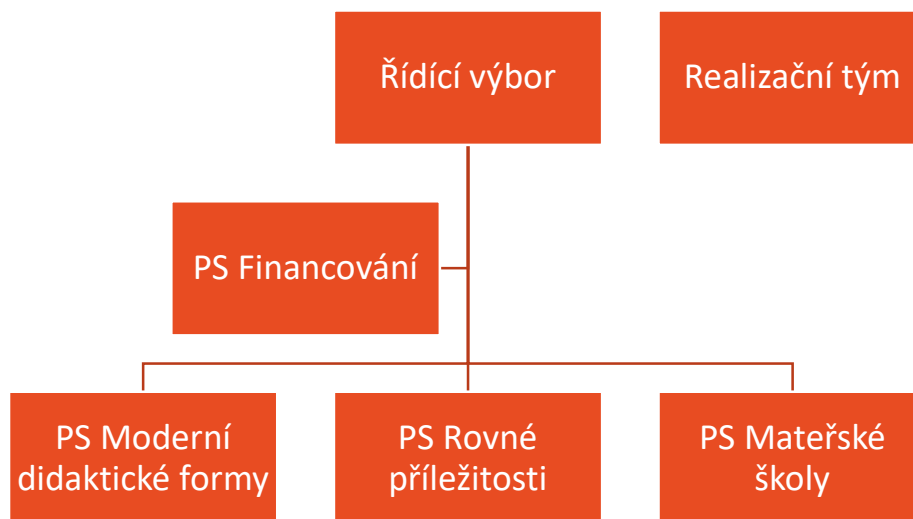 Řídící výbor
Realizační tým
PS Financování
PS Moderní
didaktické formy
PS Rovné
příležitosti
PS Mateřské
školy